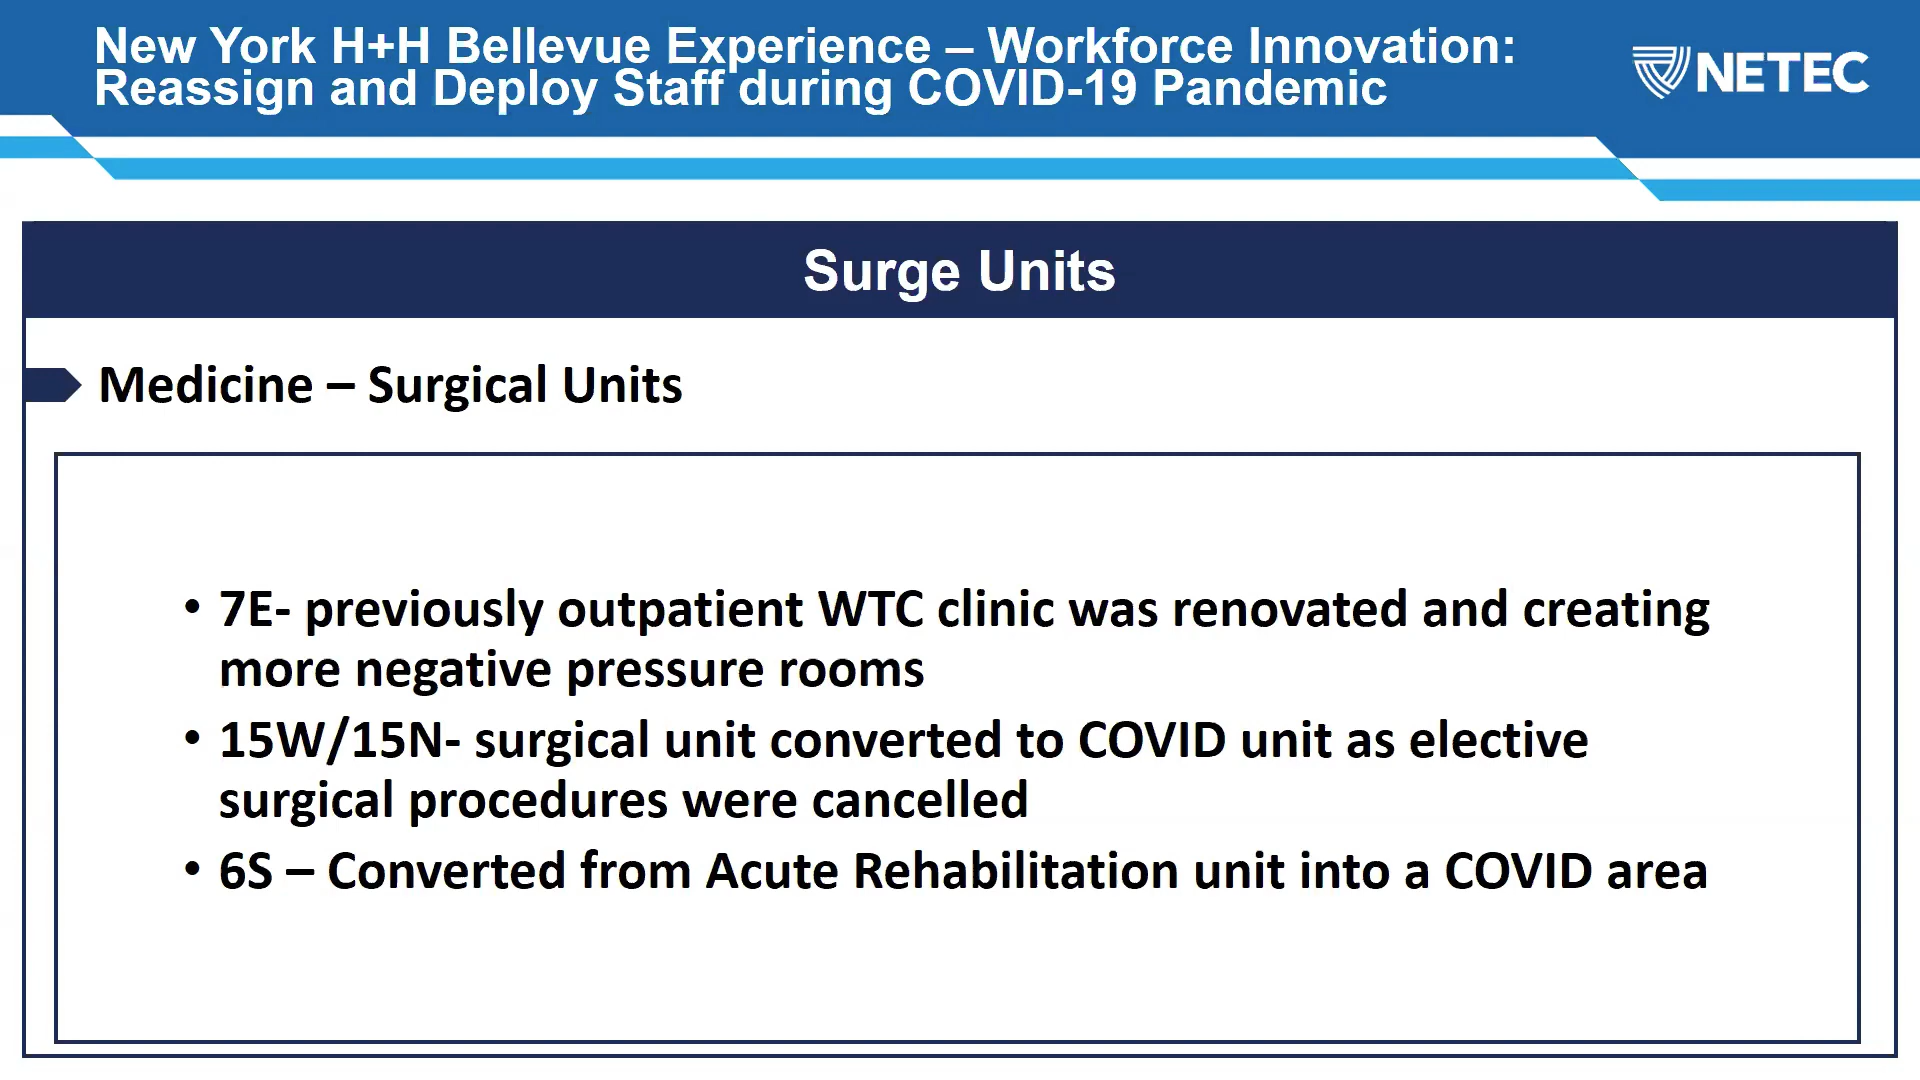 New York H+H Bellevue Experience – Workforce Innovation:
Reassign and Deploy Staff during COVID-19 Pandemic
NETEC
Surge Units
Medicine – Surgical Units
• 7E- previously outpatient WTC clinic was renovated and creating
more negative pressure rooms
• 15W/15N- surgical unit converted to COVID unit as elective
surgical procedures were cancelled
• 6S – Converted from Acute Rehabilitation unit into a COVID area